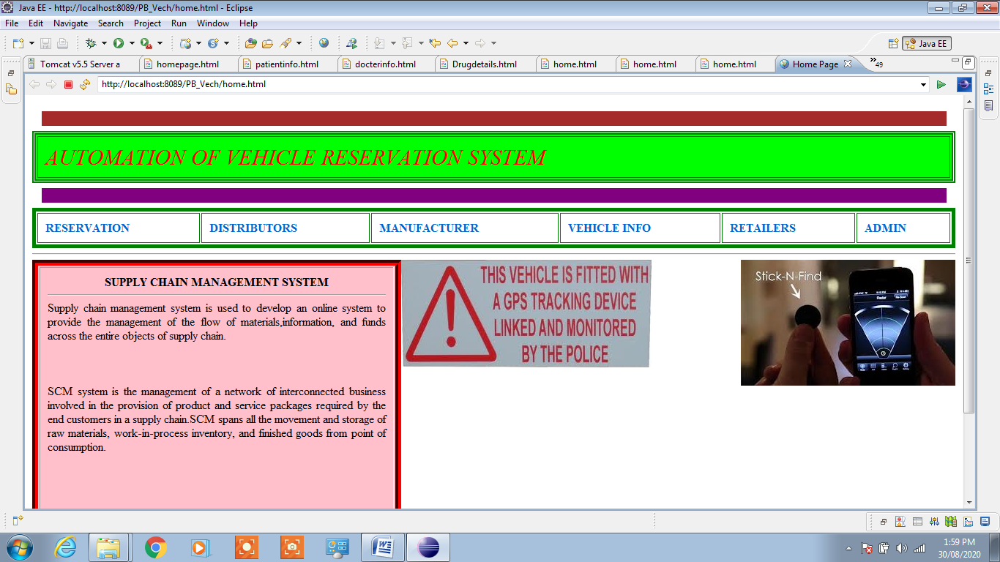 Java EE - http://localhost:8089/PB_Vech/home.html - Eclipse
File Edit Navigate Search Project Run Window Help
Java EE
Tomcat v5.5 Server a homepage.html patientinfo.html docterinfo.html Drugdetails.html home.html home.html home.html Home Page »49
http://localhost:8089/PB_Vech/home.html
AUTOMATION OF VEHICLE RESERVATION SYSTEM
RESERVATION DISTRIBUTORS MANUFACTURER VEHICLE INFO RETAILERS ADMIN
SUPPLY CHAIN MANAGEMENT SYSTEM
Supply chain management system is used to develop an online system to
provide the management of the flow of materials,information, and funds
across the entire objects of supply chain.
SCM system is the management of a network of interconnected business
involved in the provision of product and service packages required by the
end customers in a supply chain.SCM spans all the movement and storage of
raw materials, work-in-process inventory, and finished goods from point of
consumption.
THIS VEHICLE IS FITTED WITH
A GPS TRACKING DEVICE
LINKED AND MONITORED
BY THE POLICE
Stick-N-Find
Radar
1:59 PM
30/08/2020